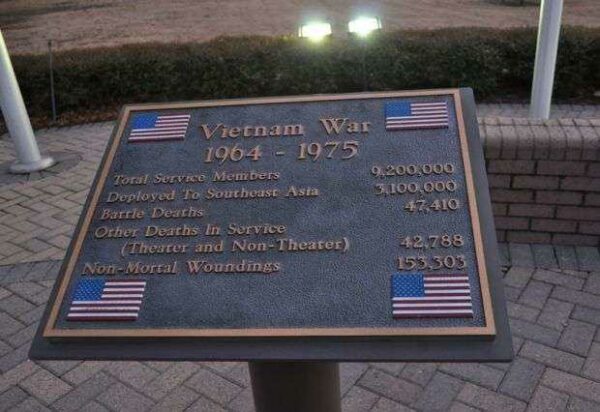 Vietnam War
1964 - 1975
Total Service Members 9,200,000
Deployed To Southeast Asia 3,100,000
Battle Deaths 47,410
Other Deaths In Service
(Theater and Non-Theater) 42,788
Non-Mortal Woundings 153,303